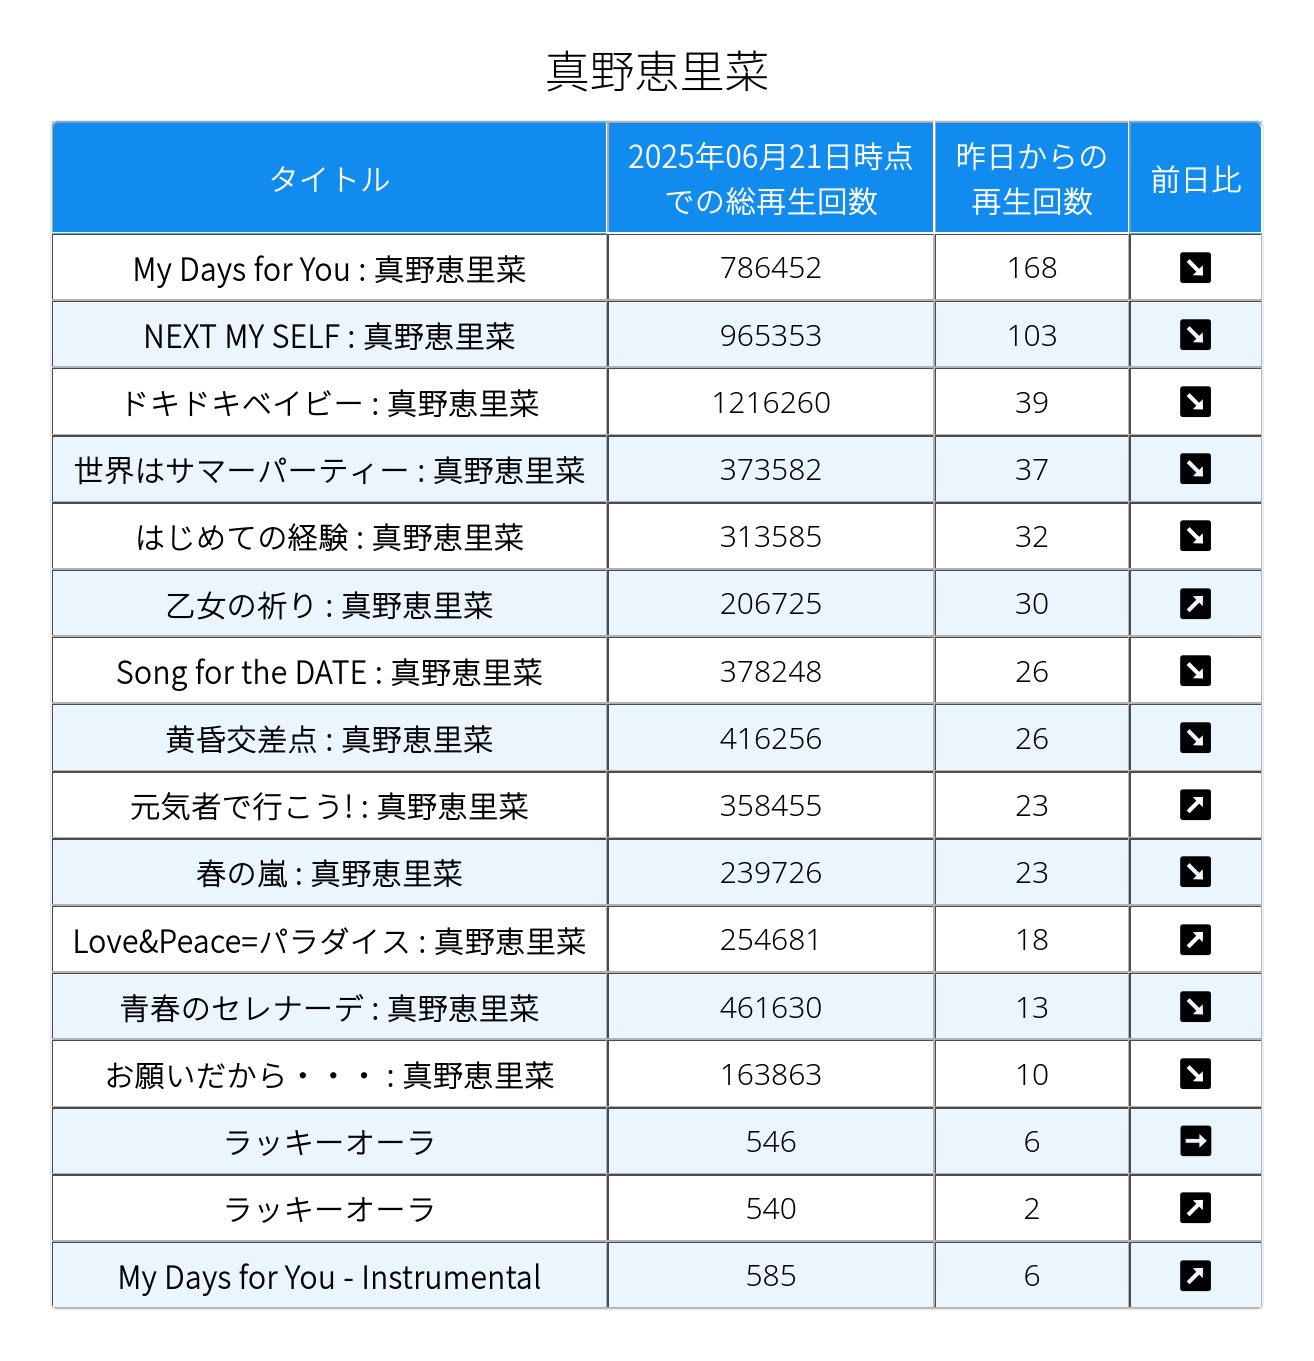 真野恵里菜
タイトル 2025年06月21日時点での総再生回数 昨日からの再生回数 前日比
My Days for You : 真野恵里菜 786452 168 ↘
NEXT MY SELF : 真野恵里菜 965353 103 ↘
ドキドキベイビー : 真野恵里菜 1216260 39 ↘
世界はサマーパーティー : 真野恵里菜 373582 37 ↘
はじめての経験 : 真野恵里菜 313585 32 ↘
乙女の祈り : 真野恵里菜 206725 30 ↗
Song for the DATE : 真野恵里菜 378248 26 ↘
黄昏交差点 : 真野恵里菜 416256 26 ↘
元気者で行こう! : 真野恵里菜 358455 23 ↗
春の嵐 : 真野恵里菜 239726 23 ↘
Love&Peace=パラダイス : 真野恵里菜 254681 18 ↗
青春のセレナーデ : 真野恵里菜 461630 13 ↘
お願いだから・・・ : 真野恵里菜 163863 10 ↘
ラッキーオーラ 546 6 →
ラッキーオーラ 540 2 ↗
My Days for You - Instrumental 585 6 ↗